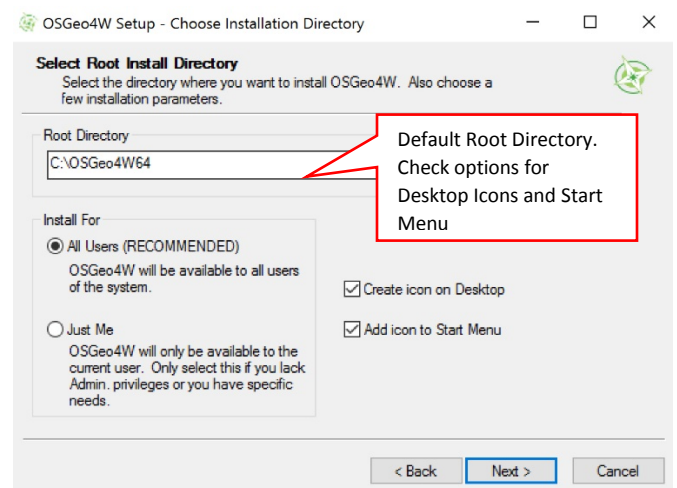 OSGeo4W Setup - Choose Installation Directory
Select Root Install Directory
Select the directory where you want to install OSGeo4W. Also choose a
few installation parameters.
Root Directory
C:\OSGeo4W64
Default Root Directory.
Check options for
Desktop Icons and Start
Menu
Install For
All Users (RECOMMENDED)
OSGeo4W will be available to all users
of the system.
Just Me
OSGeo4W will only be available to the
current user. Only select this if you lack
Admin. privileges or you have specific
needs.
Create icon on Desktop
Add icon to Start Menu
< Back
Next >
Cancel